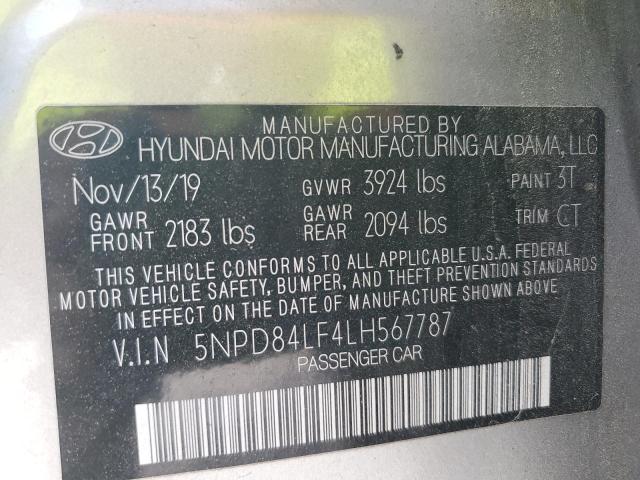 MANUFACTURED BY
HYUNDAI MOTOR MANUFACTURING ALABAMA, LLC
Nov/13/19 GVWR 3924 lbs PAINT 3T
GAWR FRONT 2183 lbs GAWR REAR 2094 lbs TRIM CT
THIS VEHICLE CONFORMS TO ALL APPLICABLE U.S.A. FEDERAL
MOTOR VEHICLE SAFETY, BUMPER, AND THEFT PREVENTION STANDARDS
IN EFFECT ON THE DATE OF MANUFACTURE SHOWN ABOVE.
V.I.N 5NPD84LF4LH567787
PASSENGER CAR